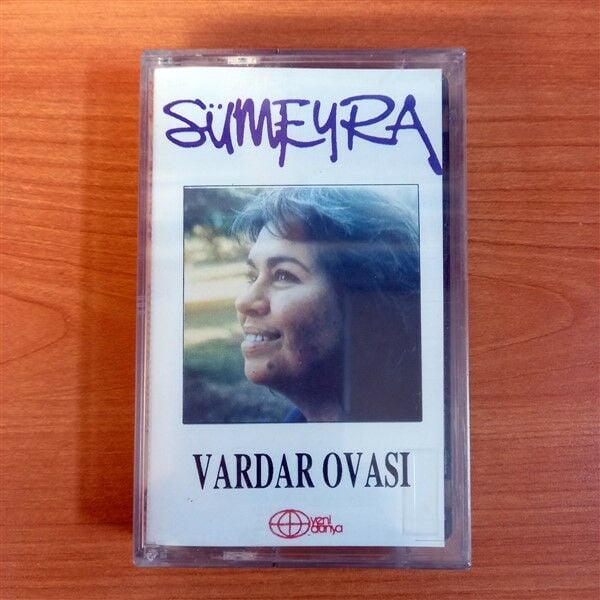 SÜMEYRA
VARDAR OVASI
yeni
dünya